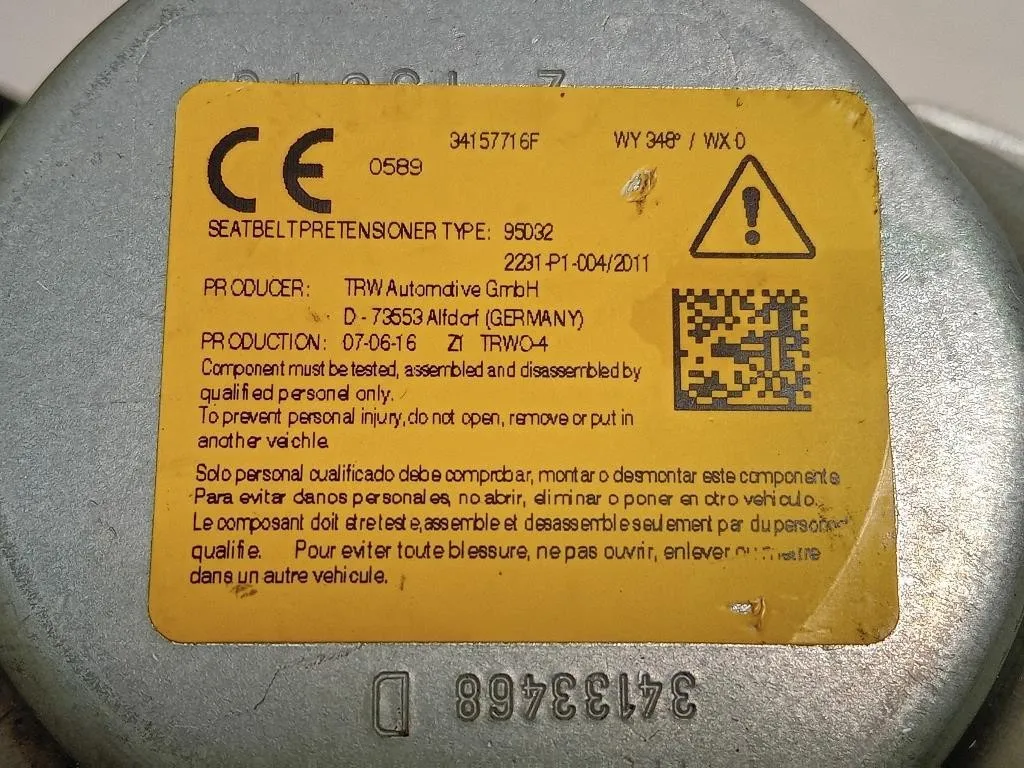 CE 0589
34157716F WY 348° / WX 0
SEATBELT PRETENSIONER TYPE: 95D32
2231-P1-004/2011
PRODUCER: TRW Automotive GmbH
D - 73553 Alfdorf (GERMANY)
PRODUCTION: 07-06-16 Z1 TRWO-4
Component must be tested, assembled and disassembled by
qualified personel only.
To prevent personal injury, do not open, remove or put in
another veichle.
Solo personal cualificado debe comprobar, montar o desmontar este componente
Para evitar danos personales, no abrir, eliminar o poner en otro vehiculo.
Le composant doit etre teste, assemble et desassemble seulement par du personnel
qualifie. Pour eviter toute blessure, ne pas ouvrir, enlever
dans un autre vehicule.
34133468 D